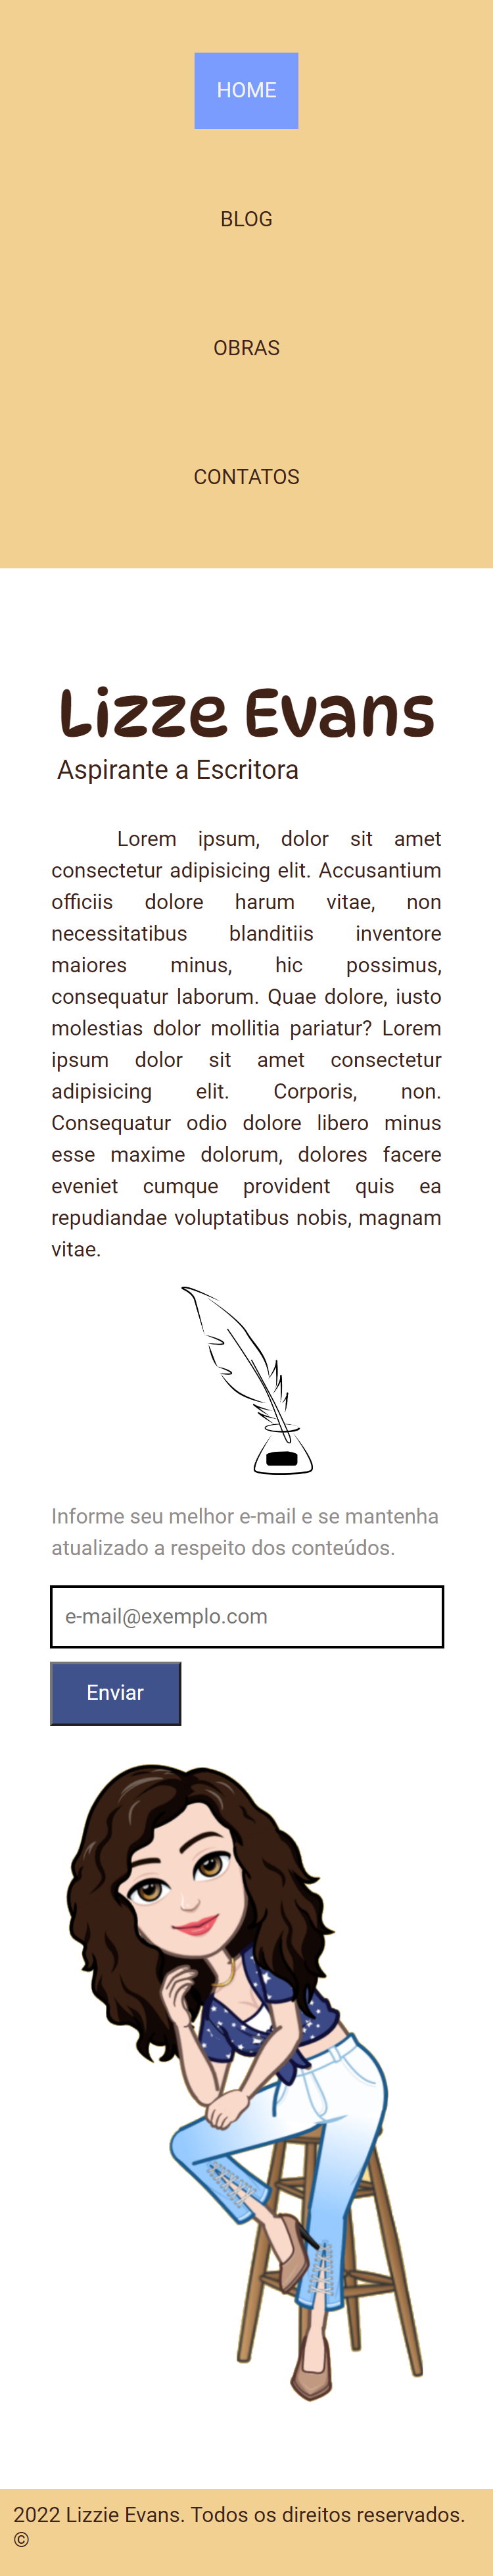 HOME
BLOG
OBRAS
CONTATOS
Lizze Evans
Aspirante a Escritora
Lorem ipsum, dolor sit amet
consectetur adipisicing elit. Accusantium
officiis dolore harum vitae, non
necessitatibus blanditiis inventore
maiores minus, hic possimus,
consequatur laborum. Quae dolore, iusto
molestias dolor mollitia pariatur? Lorem
ipsum dolor sit amet consectetur
adipisicing elit. Corporis, non.
Consequatur odio dolore libero minus
esse maxime dolorum, dolores facere
eveniet cumque provident quis ea
repudiandae voluptatibus nobis, magnam
vitae.
Informe seu melhor e-mail e se mantenha
atualizado a respeito dos conteúdos.
e-mail@exemplo.com
Enviar
2022 Lizzie Evans. Todos os direitos reservados.
©